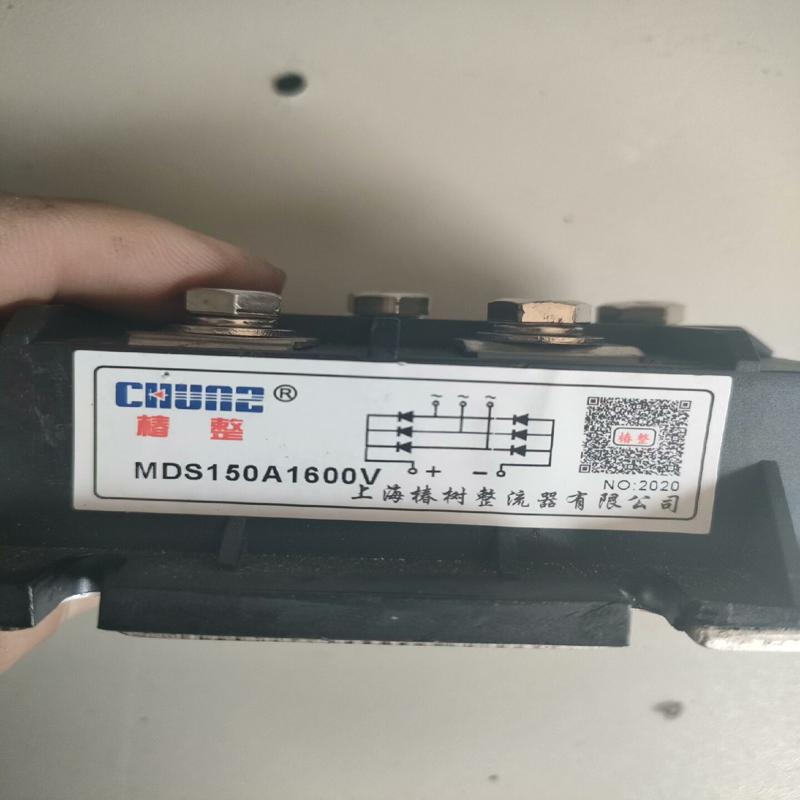 CHUNZ ®
椿 整
MDS150A1600V
~ ~ ~
+ -
椿整
NO:2020
上海椿树整流器有限公司